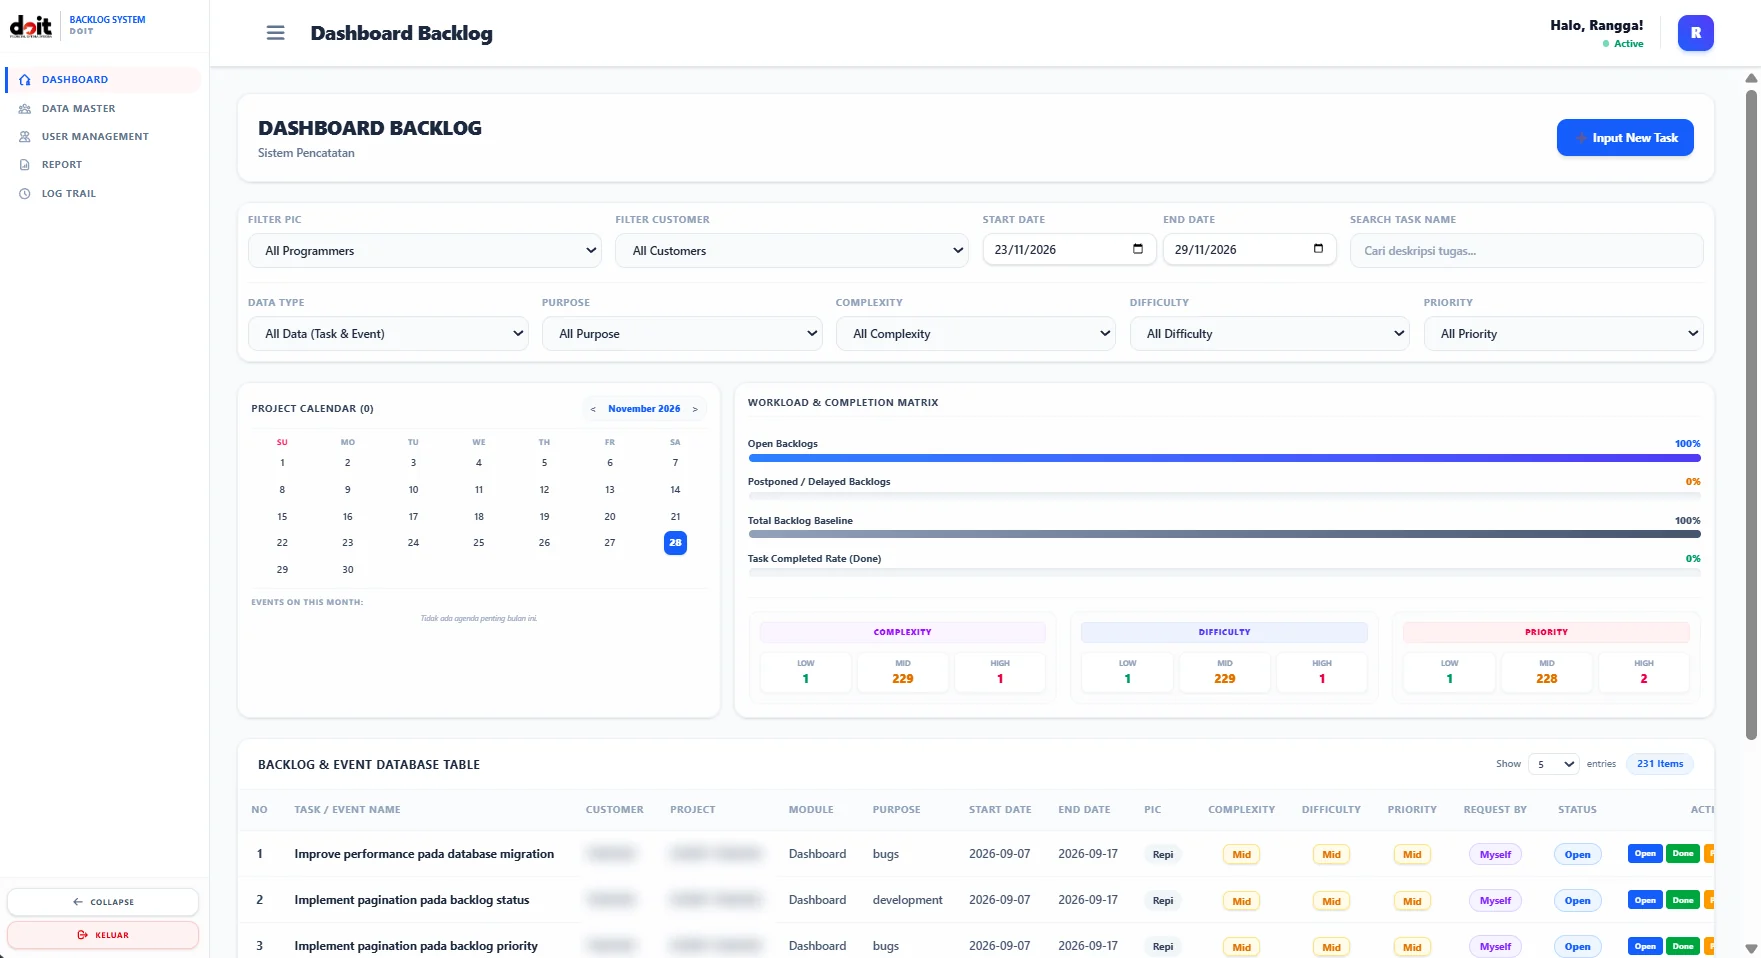 doit
BACKLOG SYSTEM
DOIT
DASHBOARD
DATA MASTER
USER MANAGEMENT
REPORT
LOG TRAIL
COLLAPSE
KELUAR
Dashboard Backlog
Halo, Rangga!
Active
R
DASHBOARD BACKLOG
Sistem Pencatatan
+ Input New Task
FILTER PIC FILTER CUSTOMER START DATE END DATE SEARCH TASK NAME
All Programmers All Customers 23/11/2026 29/11/2026 Cari deskripsi tugas...
DATA TYPE PURPOSE COMPLEXITY DIFFICULTY PRIORITY
All Data (Task & Event) All Purpose All Complexity All Difficulty All Priority
PROJECT CALENDAR (0) < November 2026 >
SU MO TU WE TH FR SA
1 2 3 4 5 6 7
8 9 10 11 12 13 14
15 16 17 18 19 20 21
22 23 24 25 26 27 28
29 30
EVENTS ON THIS MONTH:
Tidak ada agenda penting bulan ini.
WORKLOAD & COMPLETION MATRIX
Open Backlogs 100%
Postponed / Delayed Backlogs 0%
Total Backlog Baseline 100%
Task Completed Rate (Done) 0%
COMPLEXITY DIFFICULTY PRIORITY
LOW MID HIGH LOW MID HIGH LOW MID HIGH
1 229 1 1 229 1 1 228 2
BACKLOG & EVENT DATABASE TABLE Show 5 entries 231 Items
NO TASK / EVENT NAME CUSTOMER PROJECT MODULE PURPOSE START DATE END DATE PIC COMPLEXITY DIFFICULTY PRIORITY REQUEST BY STATUS ACTI
1 Improve performance pada database migration Dashboard bugs 2026-09-07 2026-09-17 Repi Mid Mid Mid Myself Open Open Done
2 Implement pagination pada backlog status Dashboard development 2026-09-07 2026-09-17 Repi Mid Mid Mid Myself Open Open Done
3 Implement pagination pada backlog priority Dashboard bugs 2026-09-07 2026-09-17 Repi Mid Mid Mid Myself Open Open Done